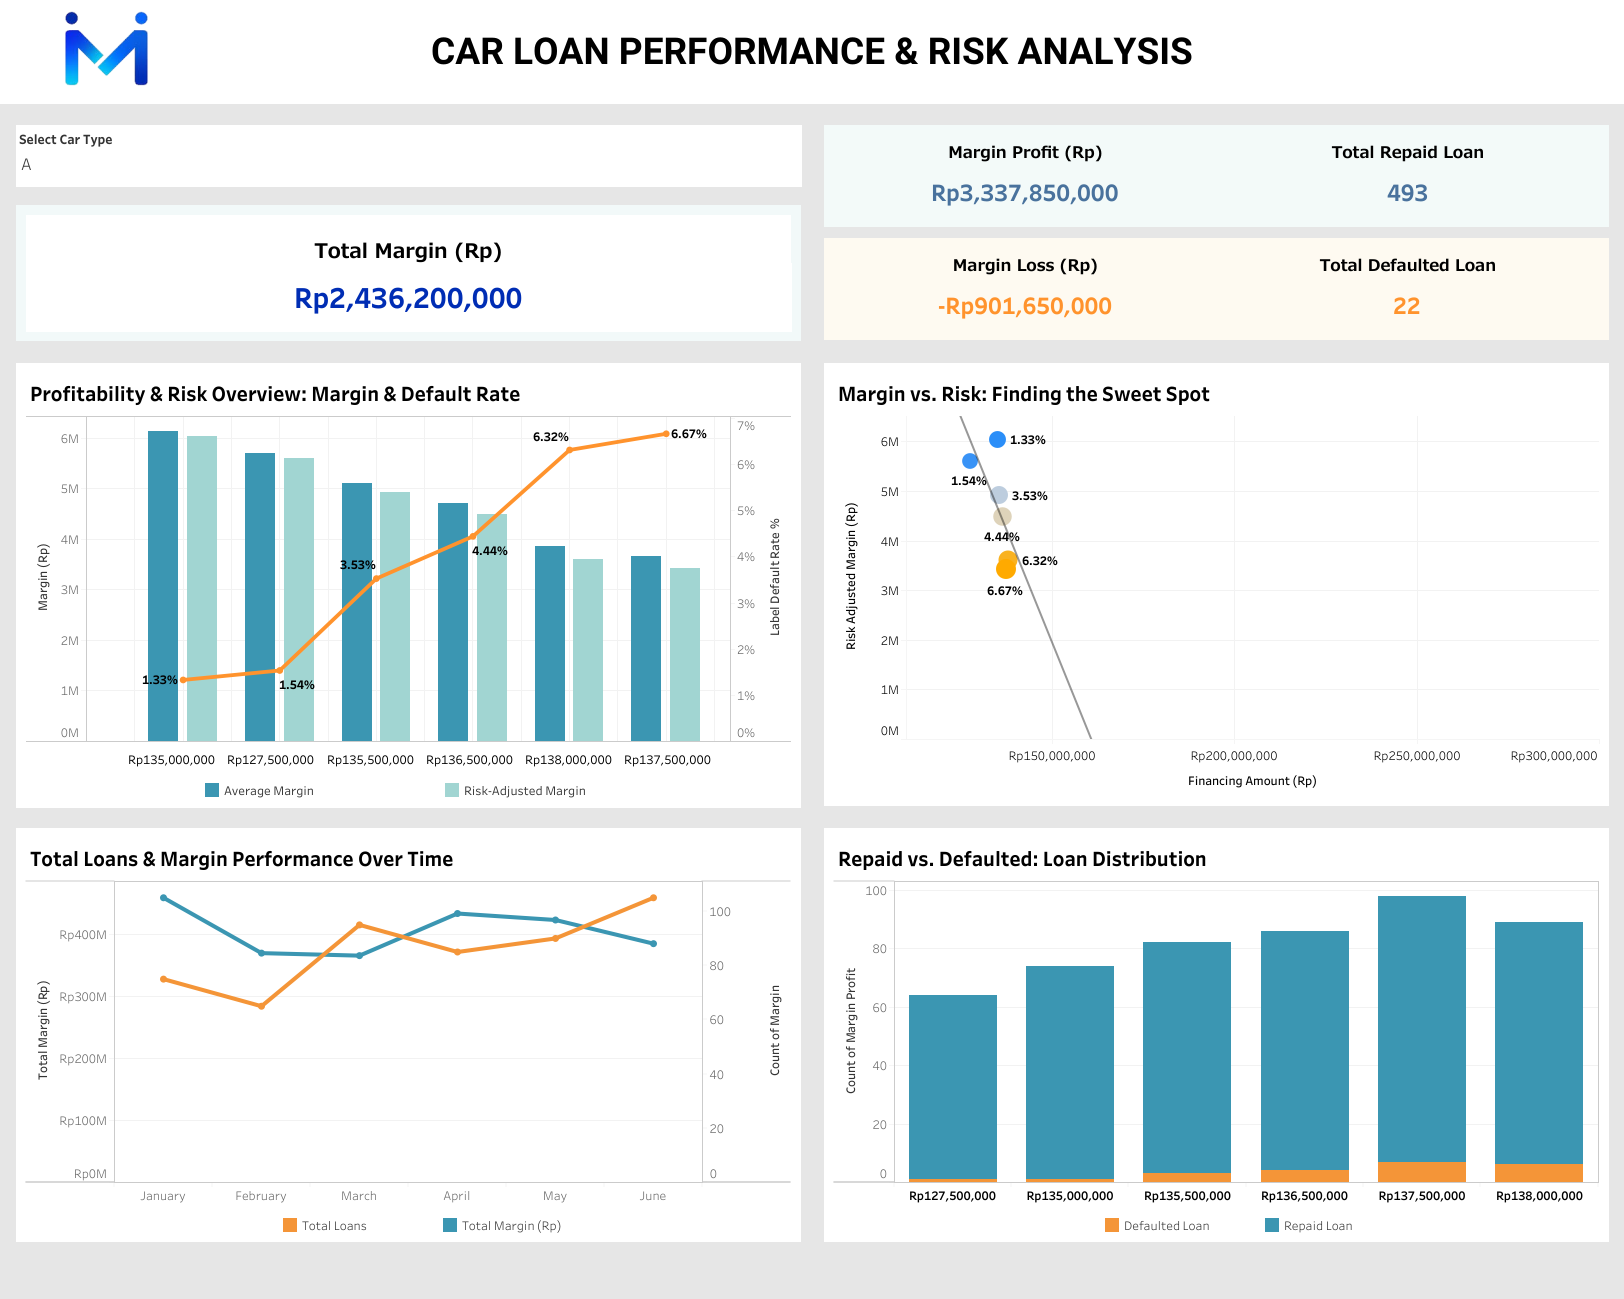 CAR LOAN PERFORMANCE & RISK ANALYSIS
Select Car Type
A
Total Margin (Rp)
Rp2,436,200,000
Margin Profit (Rp)
Rp3,337,850,000
Total Repaid Loan
493
Margin Loss (Rp)
-Rp901,650,000
Total Defaulted Loan
22
Profitability & Risk Overview: Margin & Default Rate
Margin (Rp)
6M
5M
4M
3M
2M
1M
0M
1.33%
1.54%
3.53%
4.44%
6.32%
6.67%
7%
6%
5%
4%
3%
2%
1%
0%
Label Default Rate %
Rp135,000,000
Rp127,500,000
Rp135,500,000
Rp136,500,000
Rp138,000,000
Rp137,500,000
Average Margin
Risk-Adjusted Margin
Margin vs. Risk: Finding the Sweet Spot
Risk Adjusted Margin (Rp)
6M
5M
4M
3M
2M
1M
0M
1.33%
1.54%
3.53%
4.44%
6.32%
6.67%
Rp150,000,000
Rp200,000,000
Rp250,000,000
Rp300,000,000
Financing Amount (Rp)
Total Loans & Margin Performance Over Time
Total Margin (Rp)
Rp400M
Rp300M
Rp200M
Rp100M
Rp0M
100
80
60
40
20
0
Count of Margin
January
February
March
April
May
June
Total Loans
Total Margin (Rp)
Repaid vs. Defaulted: Loan Distribution
Count of Margin Profit
100
80
60
40
20
0
Rp127,500,000
Rp135,000,000
Rp135,500,000
Rp136,500,000
Rp137,500,000
Rp138,000,000
Defaulted Loan
Repaid Loan